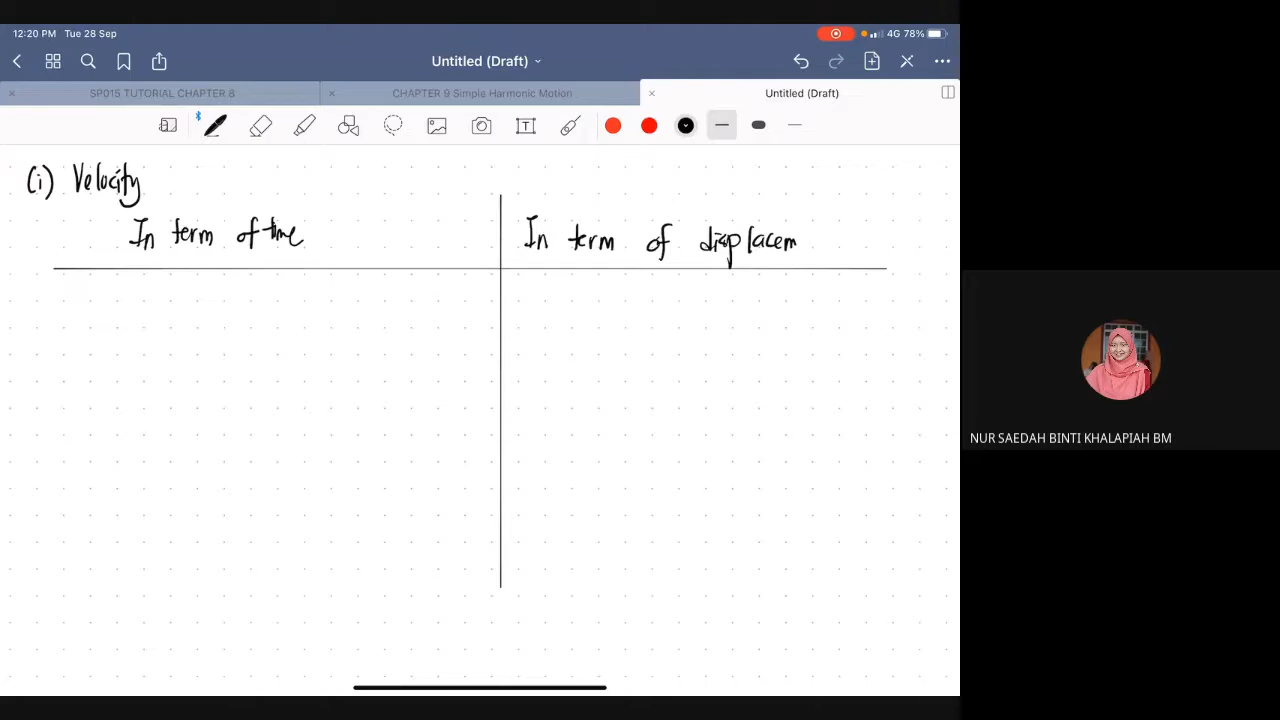 12:20 PM Tue 28 Sep
4G 78%
Untitled (Draft)
SP015 TUTORIAL CHAPTER 8
CHAPTER 9 Simple Harmonic Motion
Untitled (Draft)
T
(i) Velocity
In term of time
In term of displacem
NUR SAEDAH BINTI KHALAPIAH BM